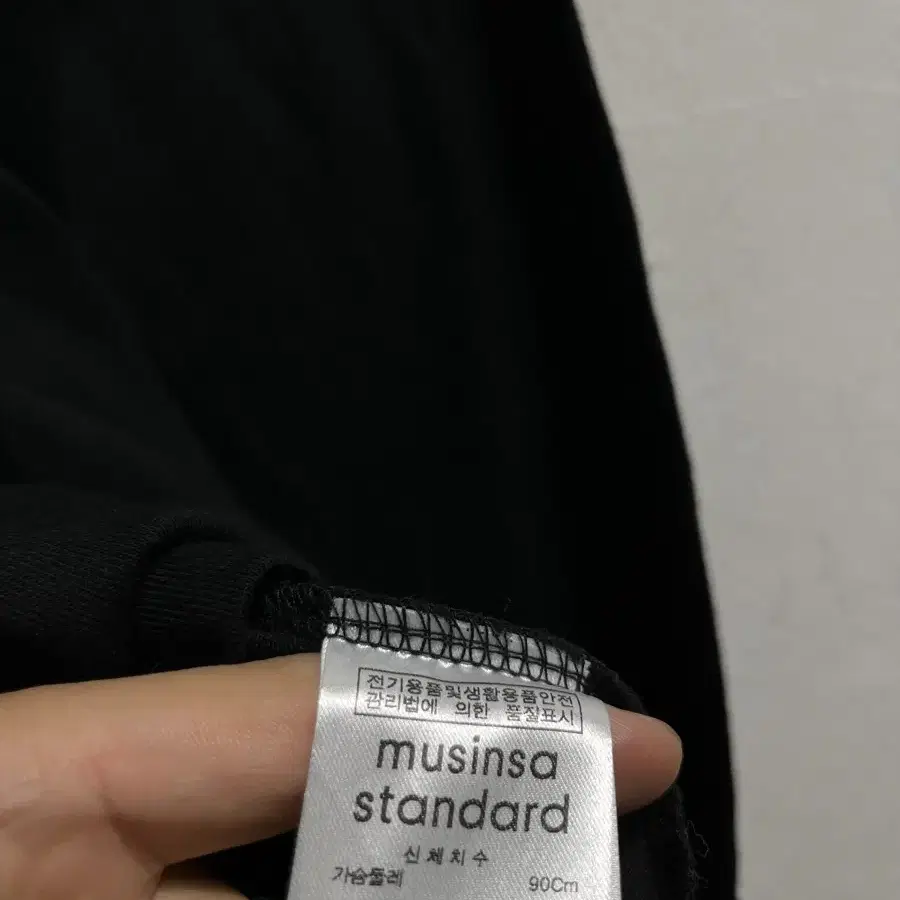 전기용품및생활용품안전
관리법에 의한 품질표시
musinsa
standard
신체치수
가슴둘레 90Cm